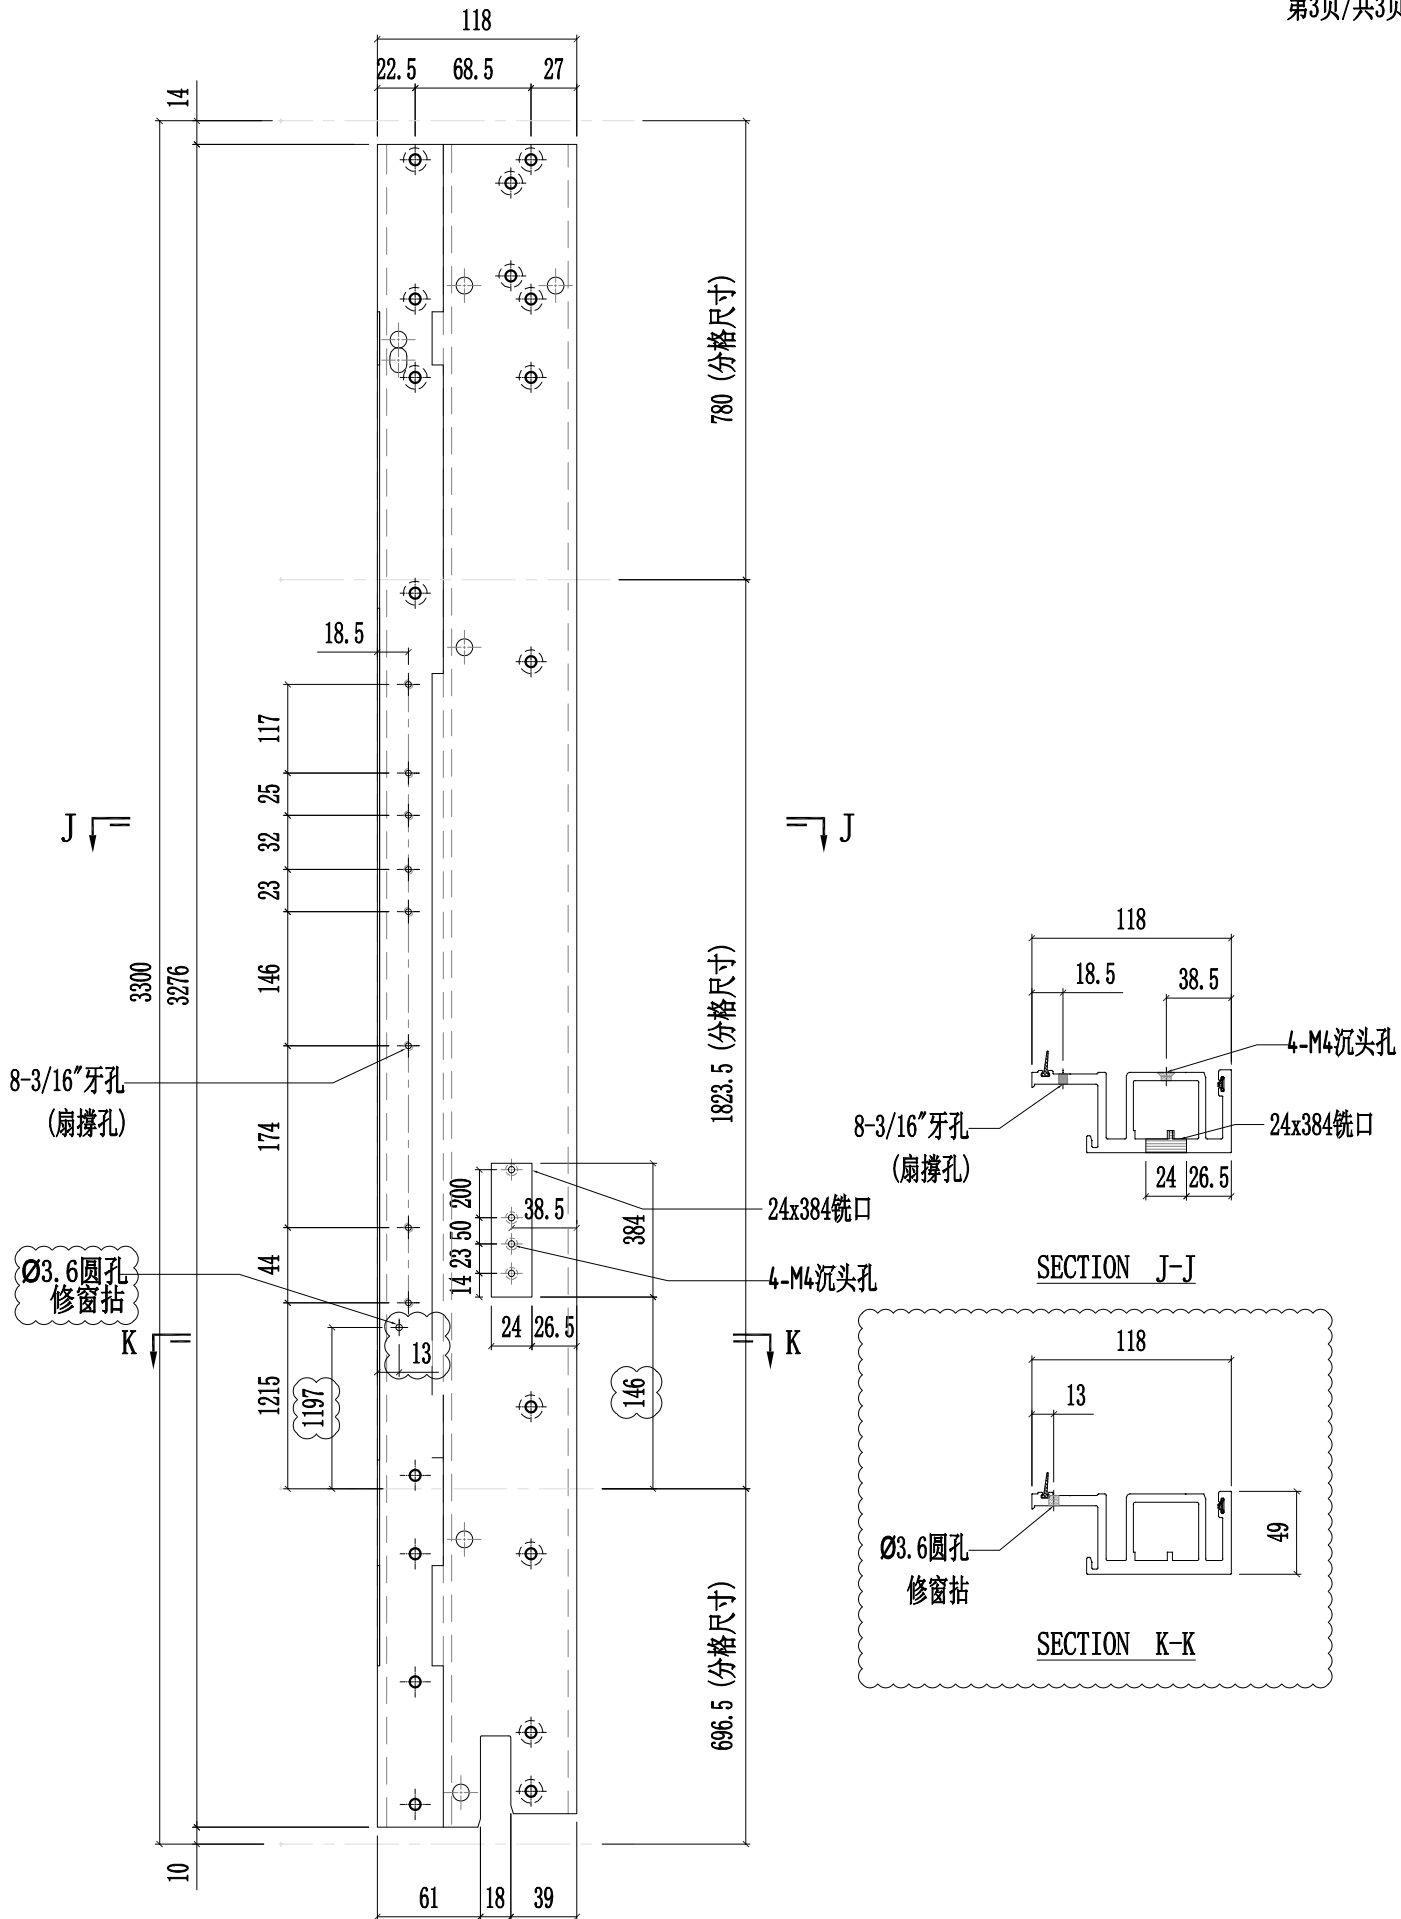 第3页/共3页
118
22.5
68.5
27
14
780 (分格尺寸)
18.5
117
25
32
23
146
174
44
1215
3300
3276
J
J
1823.5 (分格尺寸)
8-3/16"牙孔
(扇撑孔)
200
50
23
14
38.5
384
24x384铣口
4-M4沉头孔
24
26.5
Ø3.6圆孔
修窗拈
K
K
13
1197
146
696.5 (分格尺寸)
10
61
18
39
118
18.5
38.5
4-M4沉头孔
8-3/16"牙孔
(扇撑孔)
24x384铣口
24
26.5
SECTION J-J
118
13
Ø3.6圆孔
修窗拈
49
SECTION K-K